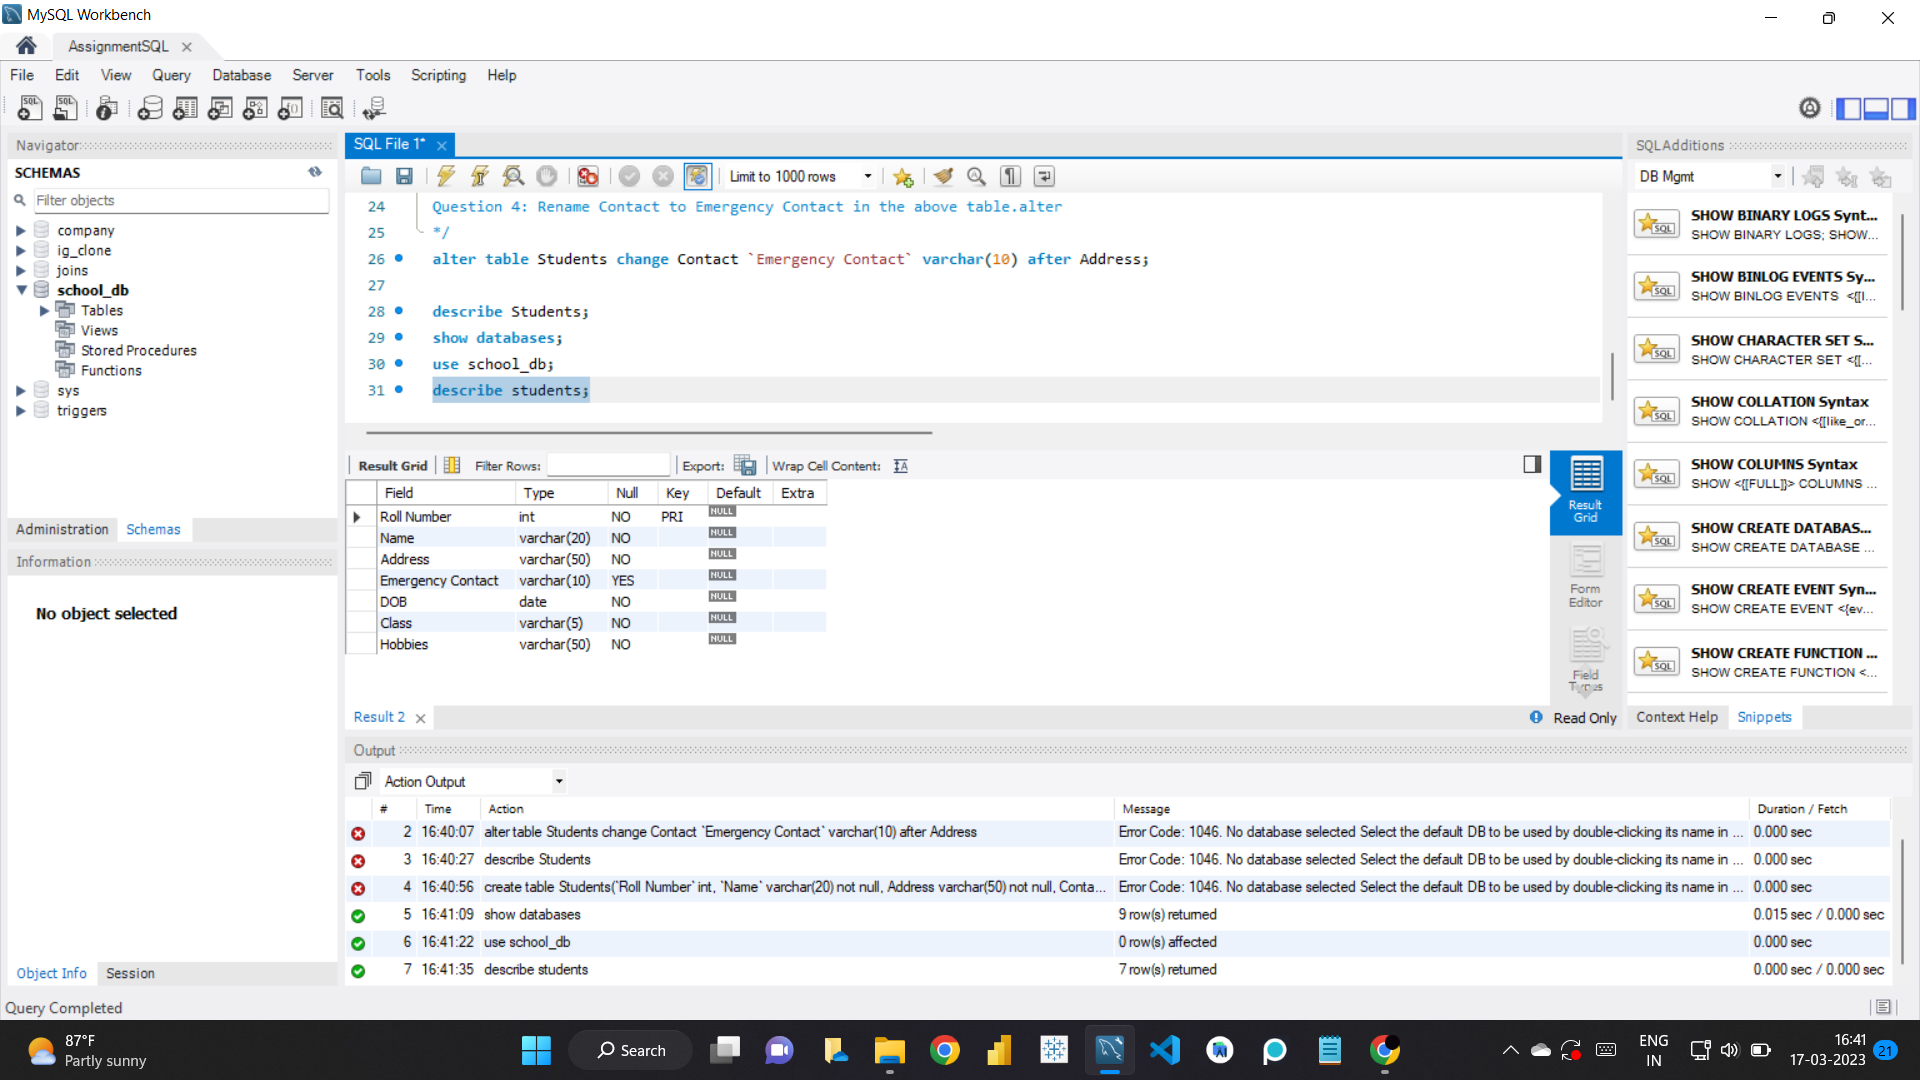 MySQL Workbench
AssignmentSQL
File Edit View Query Database Server Tools Scripting Help
Navigator
SCHEMAS
Filter objects
company
ig_clone
joins
school_db
Tables
Views
Stored Procedures
Functions
sys
triggers
Administration Schemas
Information
No object selected
Object Info Session
Query Completed
SQL File 1*
Limit to 1000 rows
24 Question 4: Rename Contact to Emergency Contact in the above table.alter
25 */
26 alter table Students change Contact `Emergency Contact` varchar(10) after Address;
27
28 describe Students;
29 show databases;
30 use school_db;
31 describe students;
Result Grid Filter Rows: Export: Wrap Cell Content:
Field Type Null Key Default Extra
Roll Number int NO PRI NULL
Name varchar(20) NO NULL
Address varchar(50) NO NULL
Emergency Contact varchar(10) YES NULL
DOB date NO NULL
Class varchar(5) NO NULL
Hobbies varchar(50) NO NULL
Result Grid
Form Editor
Field Types
Result 2
Read Only
Output
Action Output
# Time Action Message Duration / Fetch
2 16:40:07 alter table Students change Contact `Emergency Contact` varchar(10) after Address Error Code: 1046. No database selected Select the default DB to be used by double-clicking its name in ... 0.000 sec
3 16:40:27 describe Students Error Code: 1046. No database selected Select the default DB to be used by double-clicking its name in ... 0.000 sec
4 16:40:56 create table Students(`Roll Number` int, `Name` varchar(20) not null, Address varchar(50) not null, Conta... Error Code: 1046. No database selected Select the default DB to be used by double-clicking its name in ... 0.000 sec
5 16:41:09 show databases 9 row(s) returned 0.015 sec / 0.000 sec
6 16:41:22 use school_db 0 row(s) affected 0.000 sec
7 16:41:35 describe students 7 row(s) returned 0.000 sec / 0.000 sec
SQLAdditions
DB Mgmt
SHOW BINARY LOGS Synt...
SHOW BINARY LOGS; SHOW...
SHOW BINLOG EVENTS Sy...
SHOW BINLOG EVENTS <{[I...
SHOW CHARACTER SET S...
SHOW CHARACTER SET <{[...
SHOW COLLATION Syntax
SHOW COLLATION <{[like_or...
SHOW COLUMNS Syntax
SHOW <{[FULL]}> COLUMNS ...
SHOW CREATE DATABAS...
SHOW CREATE DATABASE ...
SHOW CREATE EVENT Syn...
SHOW CREATE EVENT <{ev...
SHOW CREATE FUNCTION ...
SHOW CREATE FUNCTION <...
Context Help Snippets
87°F
Partly sunny
Search
ENG
IN
16:41
17-03-2023
21